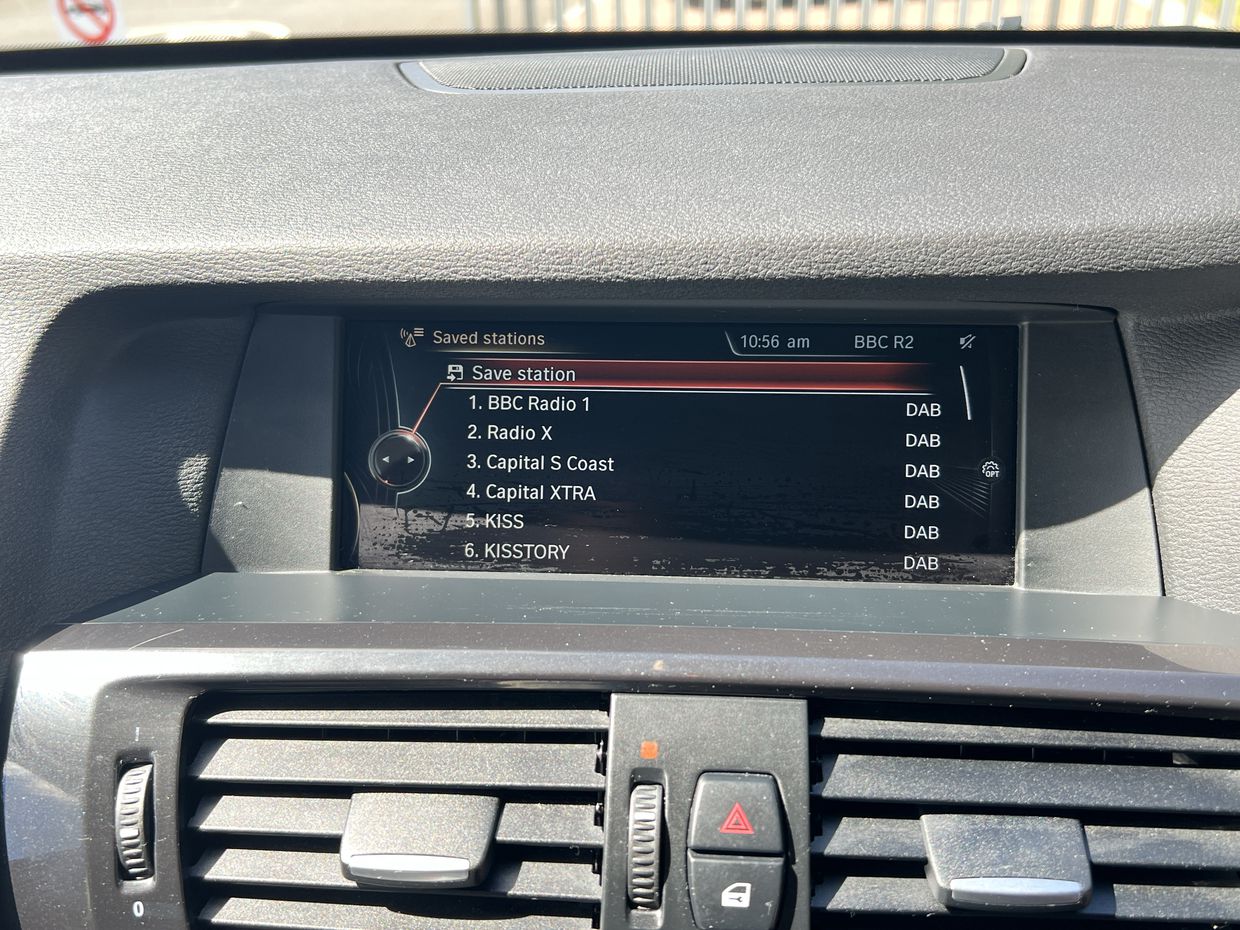 Saved stations
10:56 am
BBC R2
Save station
1. BBC Radio 1 DAB
2. Radio X DAB
3. Capital S Coast DAB
4. Capital XTRA DAB
5. KISS DAB
6. KISSTORY DAB
OPT
0